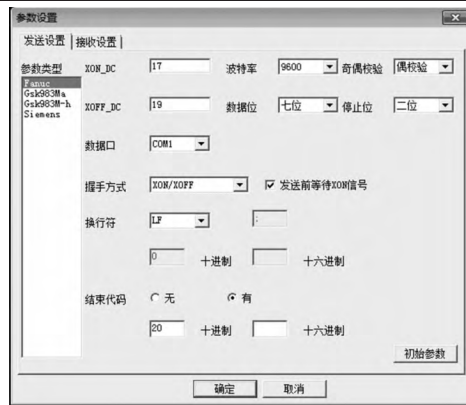 参数设置
发送设置 接收设置
参数类型 XON_DC 17 波特率 9600 奇偶校验 偶校验
Fanuc
Gsk983Ma
Gsk983M-h XOFF_DC 19 数据位 七位 停止位 二位
Siemens
数据口 COM1
握手方式 XON/XOFF 发送前等待XON信号
换行符 LF :
0 十进制 十六进制
结束代码 无 有
20 十进制 十六进制
初始参数
确定 取消